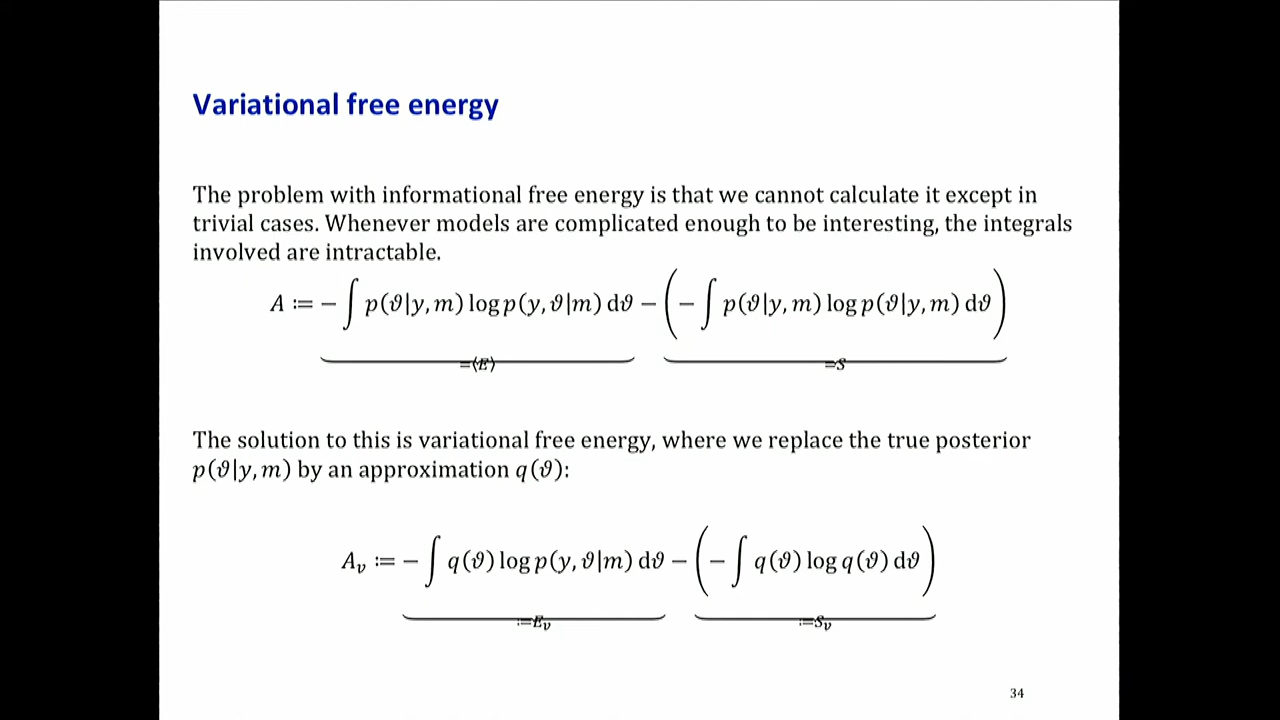 Variational free energy
The problem with informational free energy is that we cannot calculate it except in
trivial cases. Whenever models are complicated enough to be interesting, the integrals
involved are intractable.
A := − ∫ p(ϑ|y, m) log p(y, ϑ|m) dϑ − (− ∫ p(ϑ|y, m) log p(ϑ|y, m) dϑ)
=⟨E⟩ =S
The solution to this is variational free energy, where we replace the true posterior
p(ϑ|y, m) by an approximation q(ϑ):
Aᵥ := − ∫ q(ϑ) log p(y, ϑ|m) dϑ − (− ∫ q(ϑ) log q(ϑ) dϑ)
:=Eᵥ :=Sᵥ
34